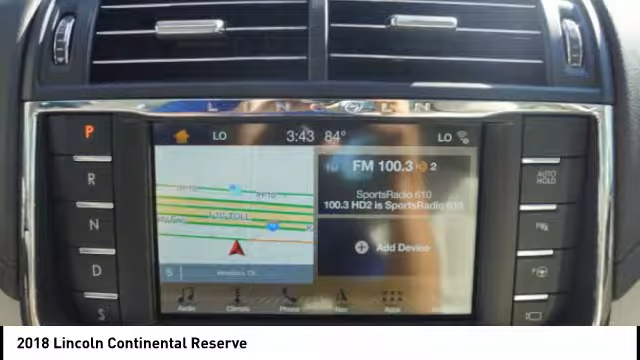 LINCOLN
P
LO
3:43 84°
LO
R
FM 100.3 2
AUTO HOLD
SportsRadio 610
100.3 HD2 is SportsRadio 610
N
D
Add Device
S
Audio
Climate
Phone
Nav
Apps
2018 Lincoln Continental Reserve